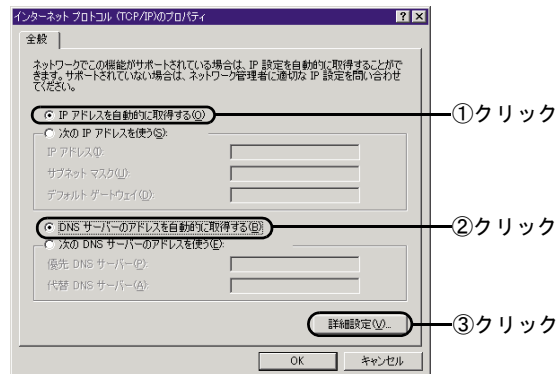 インターネット プロトコル (TCP/IP)のプロパティ
全般
ネットワークでこの機能がサポートされている場合は、IP 設定を自動的に取得することがで
きます。サポートされていない場合は、ネットワーク管理者に適切な IP 設定を問い合わせ
てください。
IP アドレスを自動的に取得する(O)
①クリック
次の IP アドレスを使う(S):
IP アドレス(I):
サブネット マスク(U):
デフォルト ゲートウェイ(D):
DNS サーバーのアドレスを自動的に取得する(B)
②クリック
次の DNS サーバーのアドレスを使う(E):
優先 DNS サーバー(P):
代替 DNS サーバー(A):
詳細設定(V)...
③クリック
OK
キャンセル